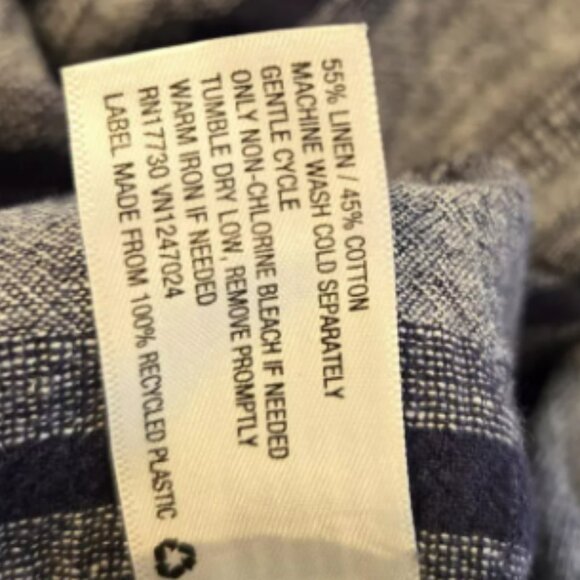 55% LINEN / 45% COTTON
MACHINE WASH COLD SEPARATELY
GENTLE CYCLE
ONLY NON-CHLORINE BLEACH IF NEEDED
TUMBLE DRY LOW, REMOVE PROMPTLY
WARM IRON IF NEEDED
RN17730 VN1247024
LABEL MADE FROM 100% RECYCLED PLASTIC